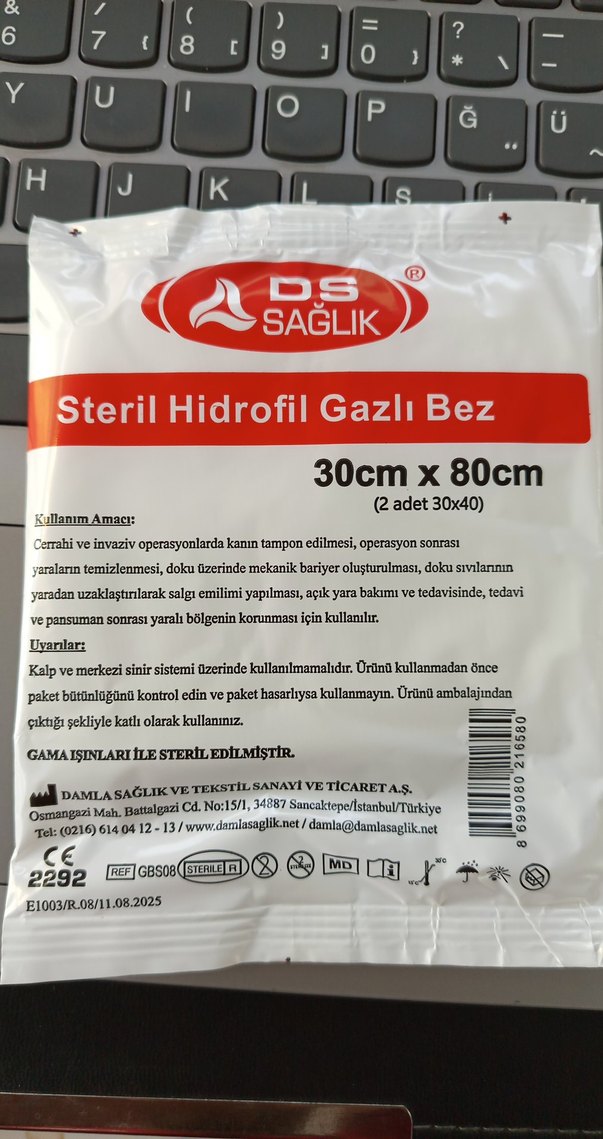 & 6
/ 7 {
( 8 [
) 9 ]
= 0 }
? * \
_ -
Y U I O P Ğ ¨ Ü ~
H J K L Ş İ
DS ®
SAĞLIK
Steril Hidrofil Gazlı Bez
30cm x 80cm
(2 adet 30x40)
Kullanım Amacı:
Cerrahi ve invaziv operasyonlarda kanın tampon edilmesi, operasyon sonrası
yaraların temizlenmesi, doku üzerinde mekanik bariyer oluşturulması, doku sıvılarının
yaradan uzaklaştırılarak salgı emilimi yapılması, açık yara bakımı ve tedavisinde, tedavi
ve pansuman sonrası yaralı bölgenin korunması için kullanılır.
Uyarılar:
Kalp ve merkezi sinir sistemi üzerinde kullanılmamalıdır. Ürünü kullanmadan önce
paket bütünlüğünü kontrol edin ve paket hasarlıysa kullanmayın. Ürünü ambalajından
çıktığı şekliyle katlı olarak kullanınız.
GAMA IŞINLARI İLE STERİL EDİLMİŞTİR.
8 699080 216580
DAMLA SAĞLIK VE TEKSTİL SANAYİ VE TİCARET A.Ş.
Osmangazi Mah. Battalgazi Cd. No:15/1, 34887 Sancaktepe/İstanbul/Türkiye
Tel: (0216) 614 04 12 - 13 / www.damlasaglik.net / damla@damlasaglik.net
CE
2292
REF GBS08 STERILE R 2 MD i
E1003/R.08/11.08.2025